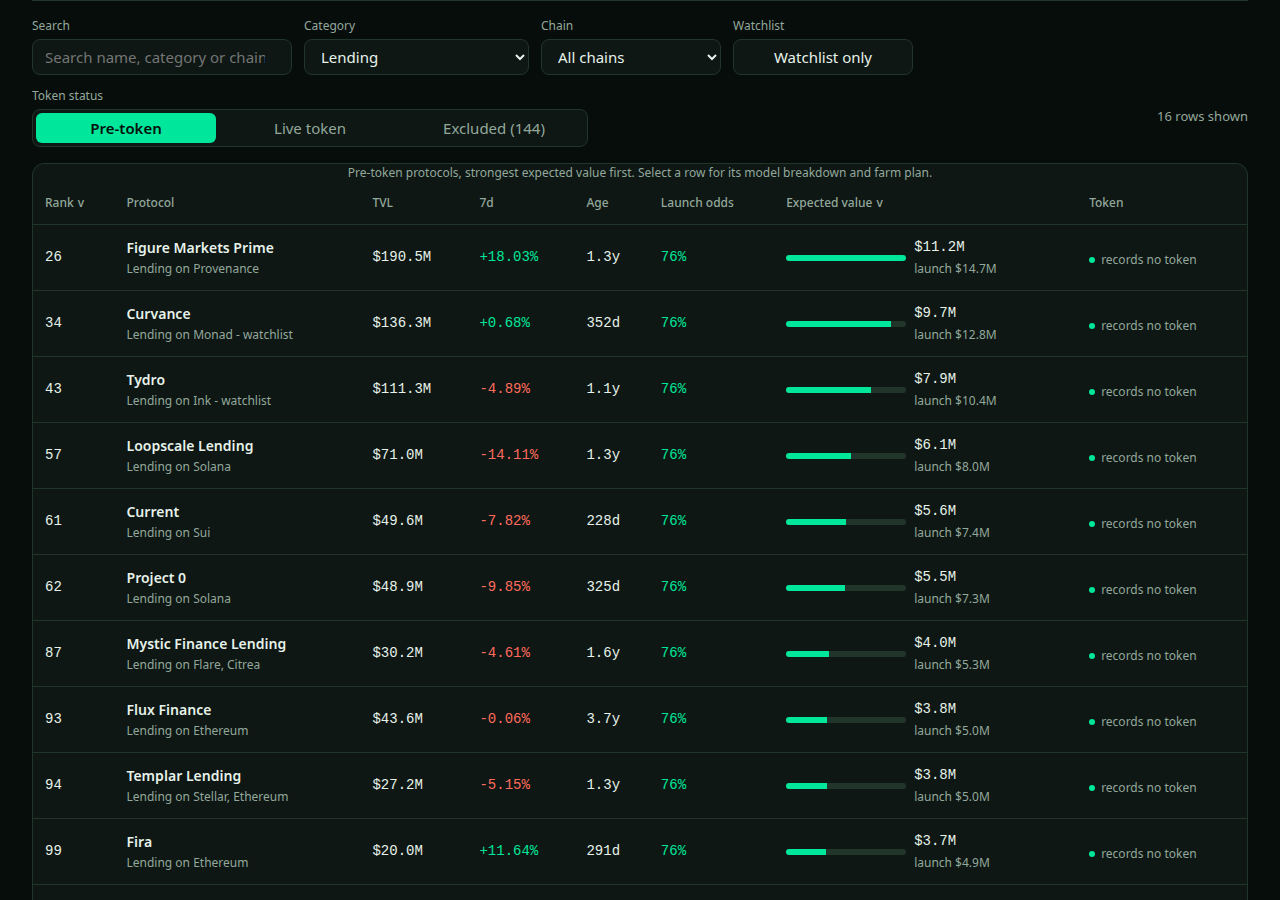 Search
Category
Chain
Watchlist
Search name, category or chain
Lending
All chains
Watchlist only
Token status
Pre-token
Live token
Excluded (144)
16 rows shown
Pre-token protocols, strongest expected value first. Select a row for its model breakdown and farm plan.
Rank v Protocol TVL 7d Age Launch odds Expected value v Token
26 Figure Markets Prime $190.5M +18.03% 1.3y 76% $11.2M records no token
Lending on Provenance launch $14.7M
34 Curvance $136.3M +0.68% 352d 76% $9.7M records no token
Lending on Monad - watchlist launch $12.8M
43 Tydro $111.3M -4.89% 1.1y 76% $7.9M records no token
Lending on Ink - watchlist launch $10.4M
57 Loopscale Lending $71.0M -14.11% 1.3y 76% $6.1M records no token
Lending on Solana launch $8.0M
61 Current $49.6M -7.82% 228d 76% $5.6M records no token
Lending on Sui launch $7.4M
62 Project 0 $48.9M -9.85% 325d 76% $5.5M records no token
Lending on Solana launch $7.3M
87 Mystic Finance Lending $30.2M -4.61% 1.6y 76% $4.0M records no token
Lending on Flare, Citrea launch $5.3M
93 Flux Finance $43.6M -0.06% 3.7y 76% $3.8M records no token
Lending on Ethereum launch $5.0M
94 Templar Lending $27.2M -5.15% 1.3y 76% $3.8M records no token
Lending on Stellar, Ethereum launch $5.0M
99 Fira $20.0M +11.64% 291d 76% $3.7M records no token
Lending on Ethereum launch $4.9M